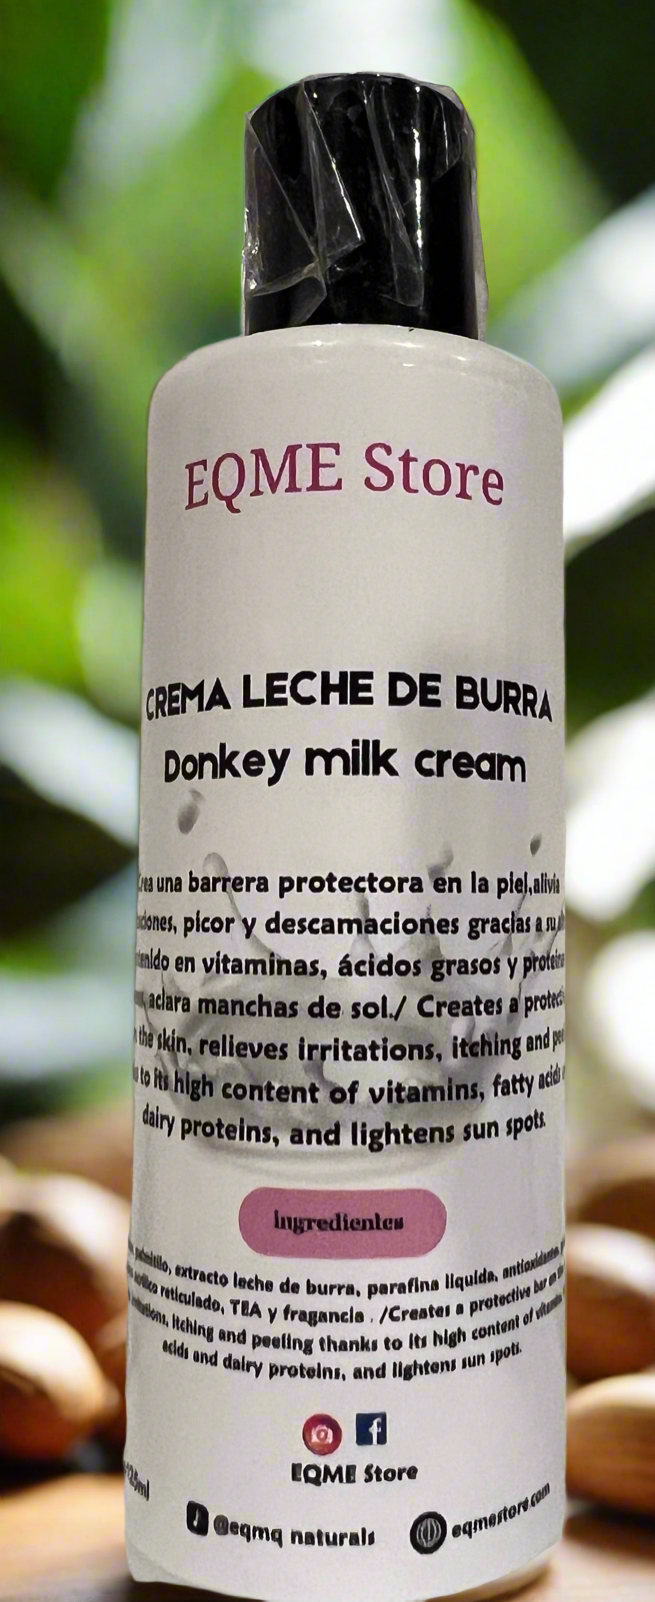 EQME Store
CREMA LECHE DE BURRA
Donkey milk cream
una barrera protectora en la piel,alivia
picor y descamaciones gracias a su
en vitaminas, ácidos grasos y
aclara manchas de sol./ Creates a
the skin, relieves irritations, itching and
to its high content of vitamins, fatty
dairy proteins, and lightens sun spots.
Ingredientes
extracto leche de burra, parafina liquida,
reticulado, TEA y fragancia . /Creates a protective
itching and peeling thanks to its high content of
acids and dairy proteins, and lightens sun spots.
EQME Store
@eqmq naturals
eqmestore.com